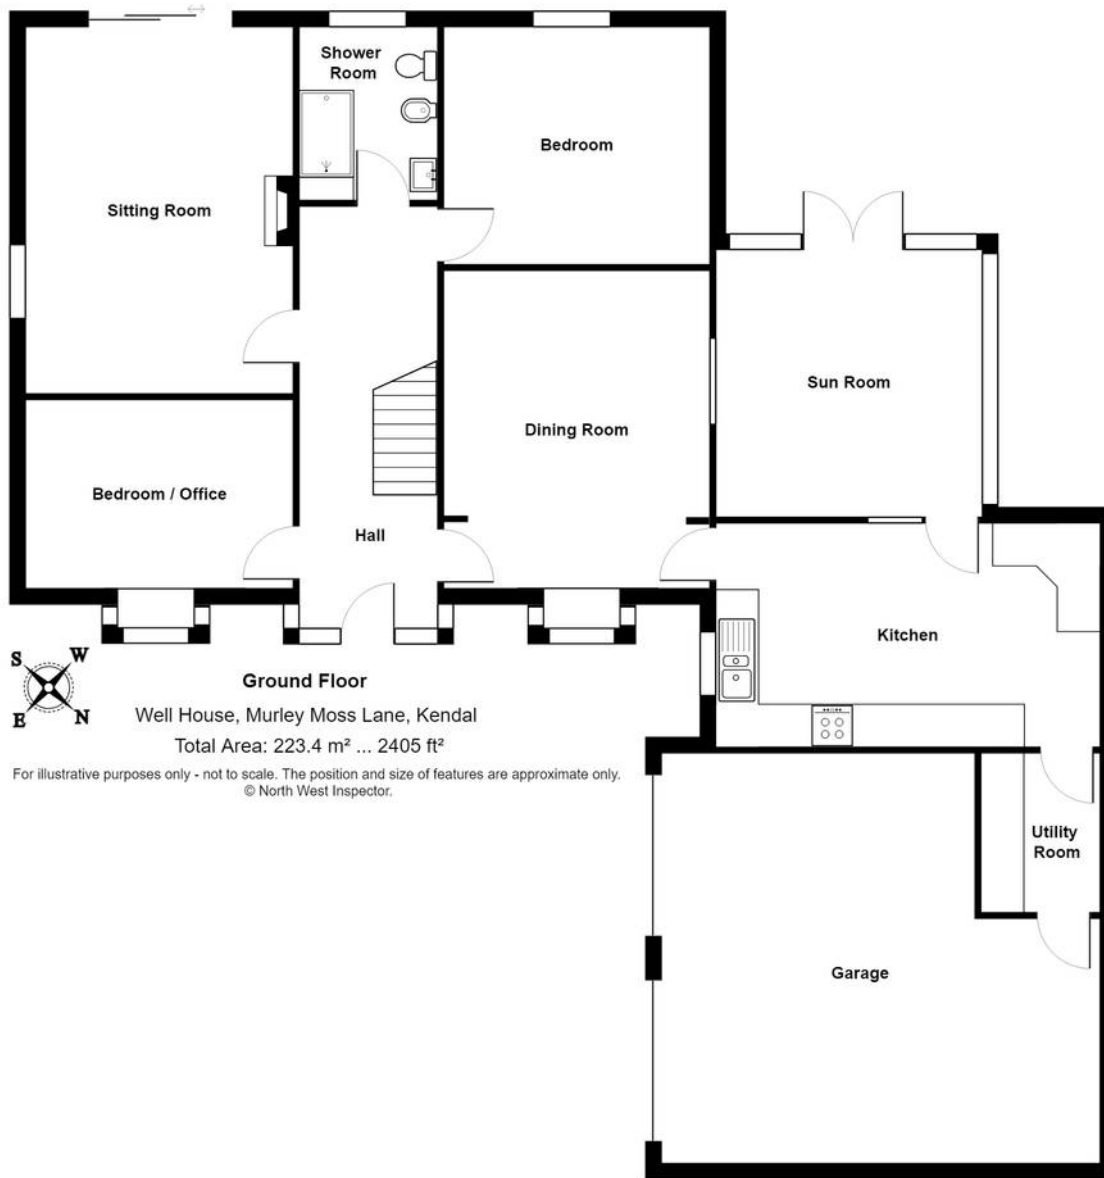 Shower
Room
Bedroom
Sitting Room
Sun Room
Dining Room
Bedroom / Office
Hall
Kitchen
S W
E N
Ground Floor
Well House, Murley Moss Lane, Kendal
Total Area: 223.4 m² ... 2405 ft²
For illustrative purposes only - not to scale. The position and size of features are approximate only.
© North West Inspector.
Utility
Room
Garage